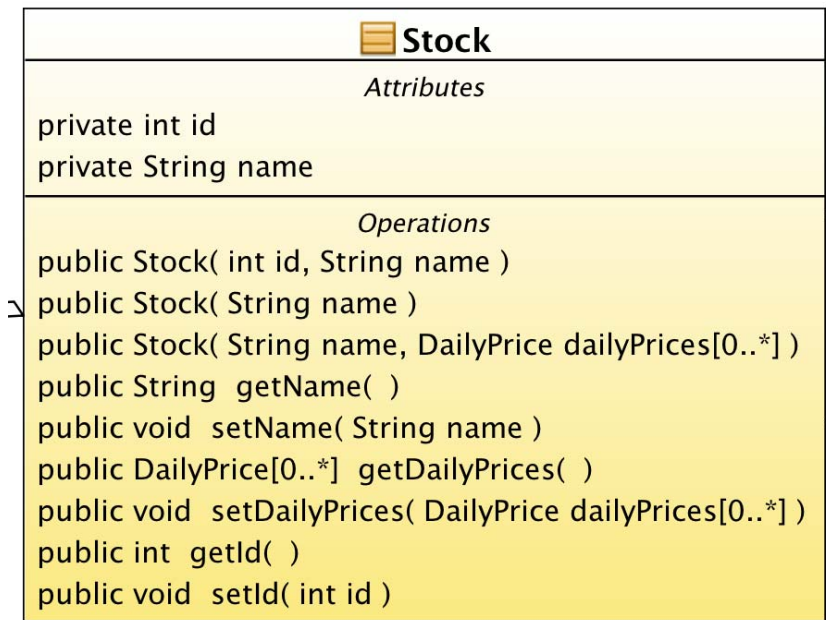 Stock
Attributes
private int id
private String name
Operations
public Stock( int id, String name )
public Stock( String name )
public Stock( String name, DailyPrice dailyPrices[0..*] )
public String  getName(  )
public void  setName( String name )
public DailyPrice[0..*]  getDailyPrices(  )
public void  setDailyPrices( DailyPrice dailyPrices[0..*] )
public int  getId(  )
public void  setId( int id )